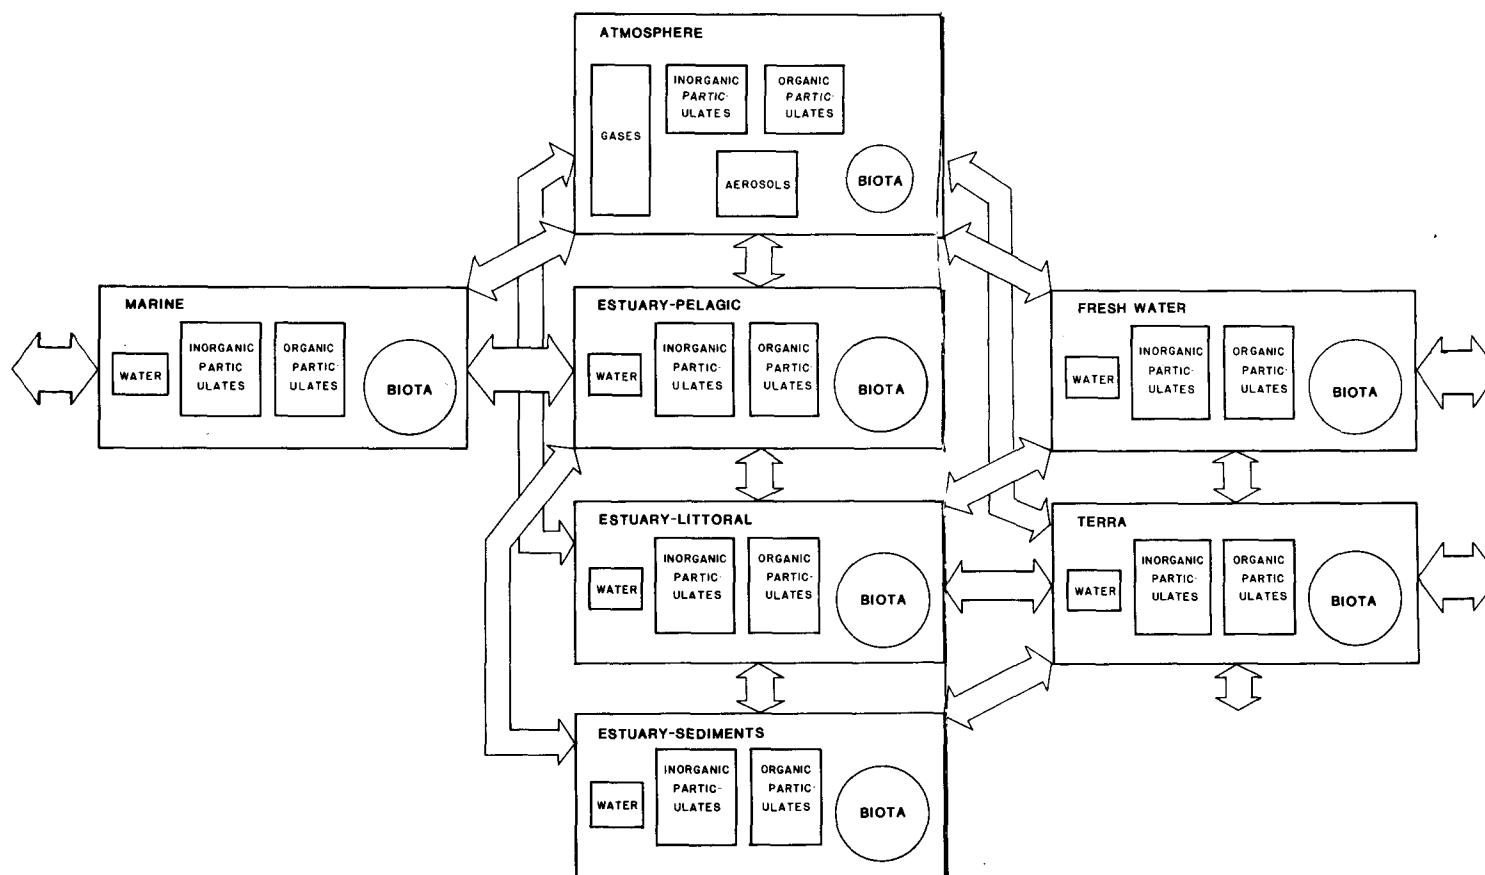 ATMOSPHERE
GASES
INORGANIC
PARTIC-
ULATES
ORGANIC
PARTIC-
ULATES
AEROSOLS
BIOTA
MARINE
WATER
INORGANIC
PARTIC
ULATES
ORGANIC
PARTIC-
ULATES
BIOTA
ESTUARY-PELAGIC
WATER
INORGANIC
PARTIC-
ULATES
ORGANIC
PARTIC-
ULATES
BIOTA
FRESH WATER
WATER
INORGANIC
PARTIC-
ULATES
ORGANIC
PARTIC-
ULATES
BIOTA
ESTUARY-LITTORAL
WATER
INORGANIC
PARTIC-
ULATES
ORGANIC
PARTIC-
ULATES
BIOTA
TERRA
WATER
INORGANIC
PARTIC-
ULATES
ORGANIC
PARTIC
ULATES
BIOTA
ESTUARY-SEDIMENTS
WATER
INORGANIC
PARTIC-
ULATES
ORGANIC
PARTIC-
ULATES
BIOTA